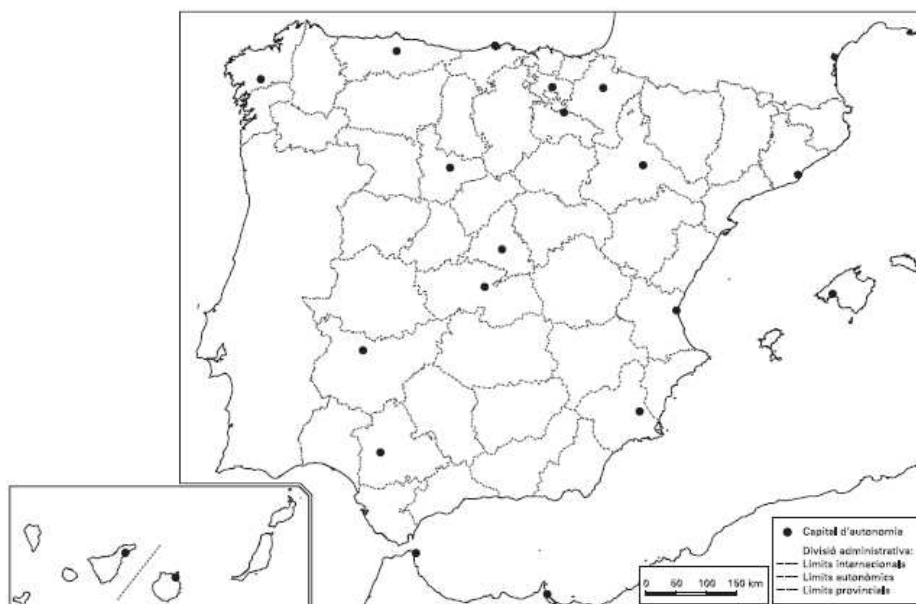 Capital d'autonomia
Divisió administrativa:
Límits internacionals
Límits autonòmics
Límits provincials
0 50 100 150 km